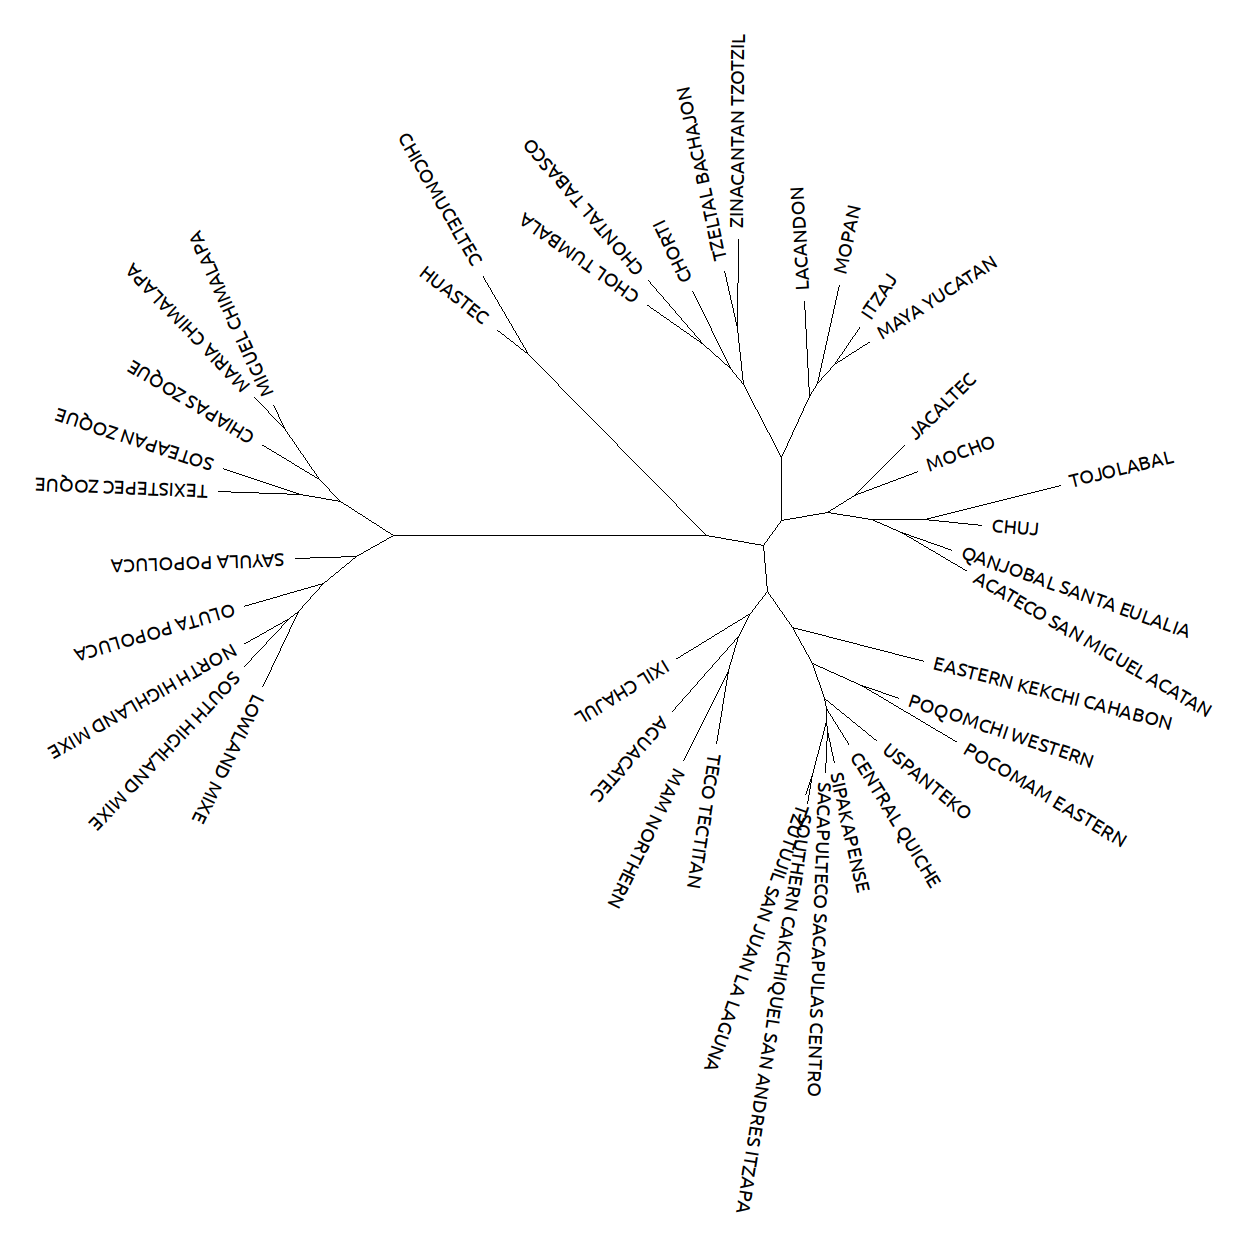 ZINACANTAN TZOTZIL
TZELTAL BACHAJON
CHORTI
CHONTAL TABASCO
CHOL TUMBALA
CHICOMUCELTEC
HUASTEC
LACANDON
MOPAN
ITZAJ
MAYA YUCATAN
JACALTEC
MOCHO
TOJOLABAL
CHUJ
QANJOBAL SANTA EULALIA
ACATECO SAN MIGUEL ACATAN
EASTERN KEKCHI CAHABON
POQOMCHI WESTERN
POCOMAM EASTERN
USPANTEKO
CENTRAL QUICHE
SIPAKAPENSE
SACAPULTECO SACAPULAS CENTRO
SOUTHERN CAKCHIQUEL SAN ANDRES ITZAPA
TZUTUJIL SAN JUAN LA LAGUNA
TECO TECTITAN
MAM NORTHERN
AGUACATEC
IXIL CHAJUL
MIGUEL CHIMALAPA
MARIA CHIMALAPA
CHIAPAS ZOQUE
SOTEAPAN ZOQUE
TEXISTEPEC ZOQUE
SAYULA POPOLUCA
OLUTA POPOLUCA
NORTH HIGHLAND MIXE
SOUTH HIGHLAND MIXE
LOWLAND MIXE